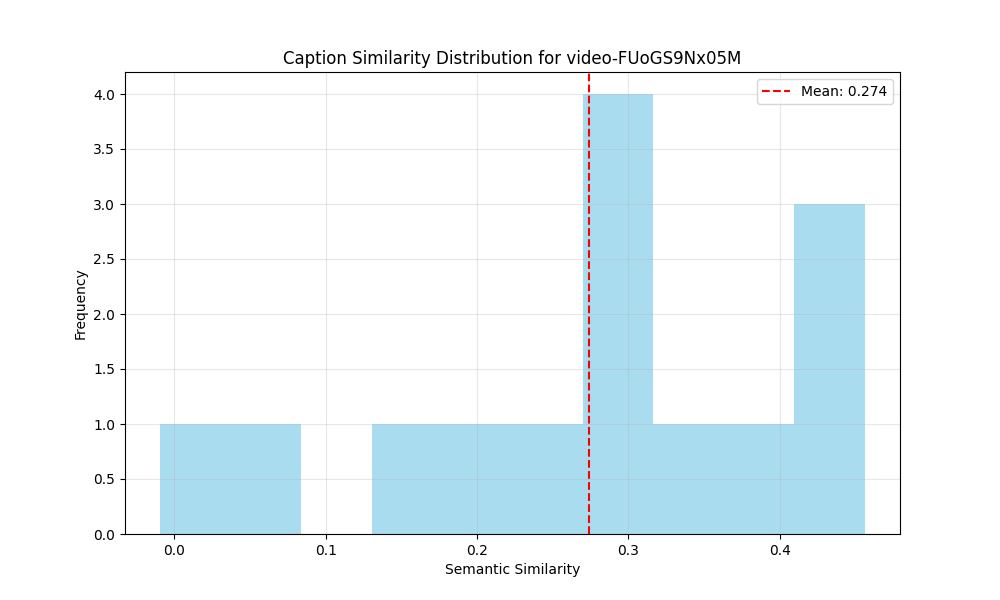 Caption Similarity Distribution for video-FUoGS9Nx05M
Mean: 0.274
4.0
3.5
3.0
2.5
2.0
1.5
1.0
0.5
0.0
Frequency
0.0 0.1 0.2 0.3 0.4
Semantic Similarity